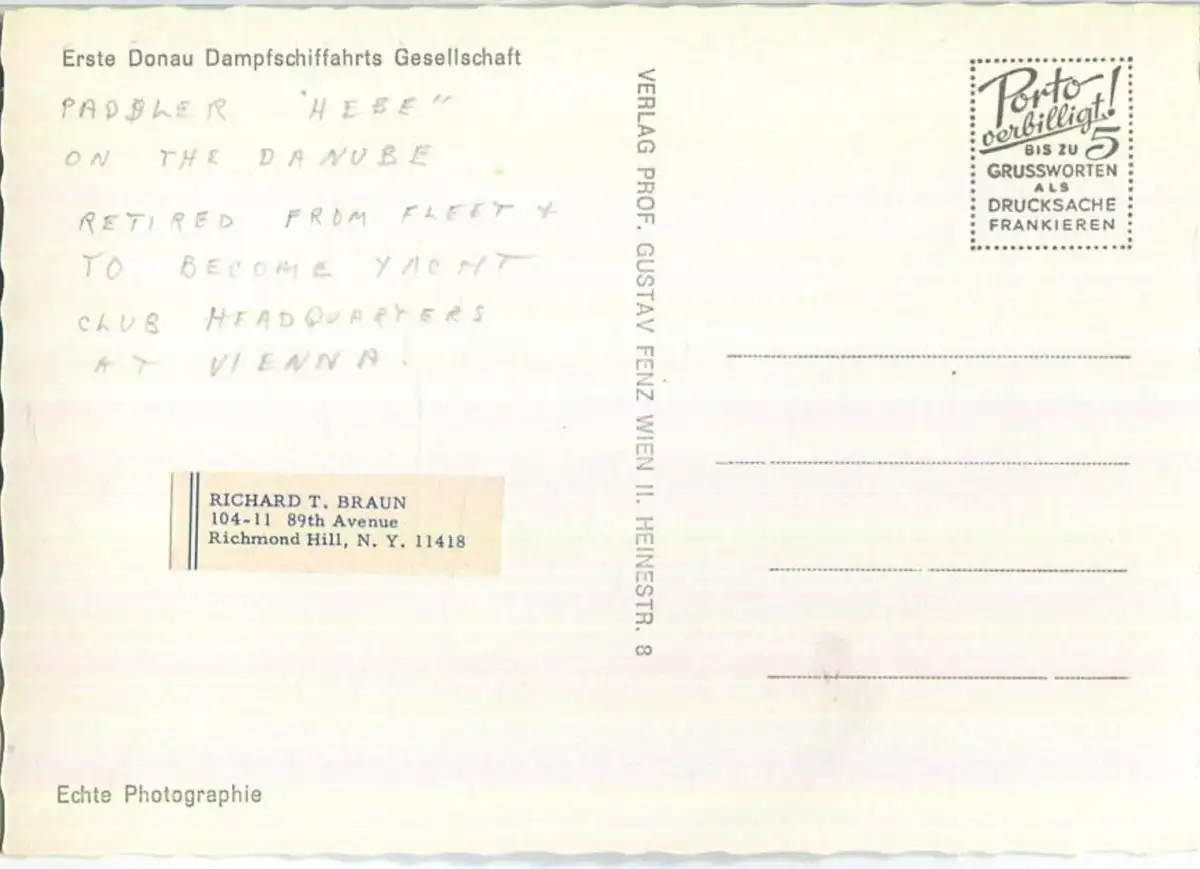 Erste Donau Dampfschiffahrts Gesellschaft
PADDLER "HEBE"
ON THE DANUBE
RETIRED FROM FLEET &
TO BECOME YACHT
CLUB HEADQUARTERS
AT VIENNA.
RICHARD T. BRAUN
104-11 89th Avenue
Richmond Hill, N. Y. 11418
Echte Photographie
VERLAG PROF. GUSTAV FENZ WIEN II. HEINESTR. 8
Porto
verbilligt!
BIS ZU 5
GRUSSWORTEN
ALS
DRUCKSACHE
FRANKIEREN